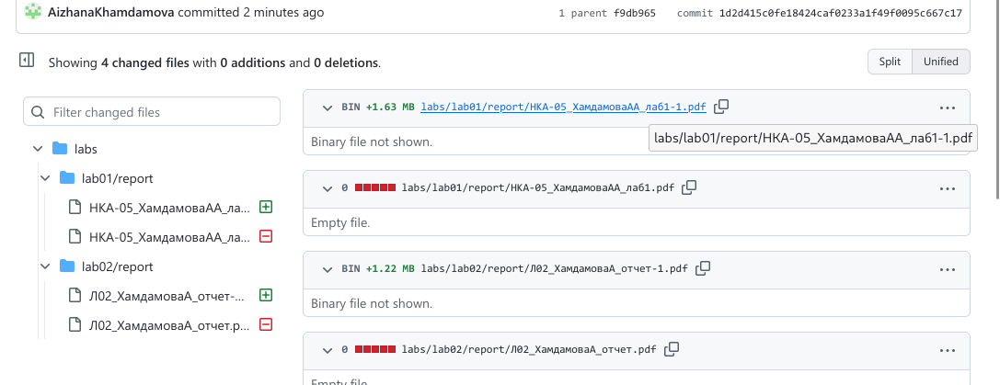 AizhanaKhamdamova committed 2 minutes ago
1 parent f9db965 commit 1d2d415c0fe18424caf0233a1f49f0095c667c17
Showing 4 changed files with 0 additions and 0 deletions.
Split Unified
Filter changed files
labs
lab01/report
НКА-05_ХамдамоваАА_ла...
НКА-05_ХамдамоваАА_ла...
lab02/report
Л02_ХамдамоваА_отчет-...
Л02_ХамдамоваА_отчет.р...
BIN +1.63 MB labs/lab01/report/НКА-05_ХамдамоваАА_лаб1-1.pdf
Binary file not shown.
labs/lab01/report/НКА-05_ХамдамоваАА_лаб1-1.pdf
0 labs/lab01/report/НКА-05_ХамдамоваАА_лаб1.pdf
Empty file.
BIN +1.22 MB labs/lab02/report/Л02_ХамдамоваА_отчет-1.pdf
Binary file not shown.
0 labs/lab02/report/Л02_ХамдамоваА_отчет.pdf
Empty file.